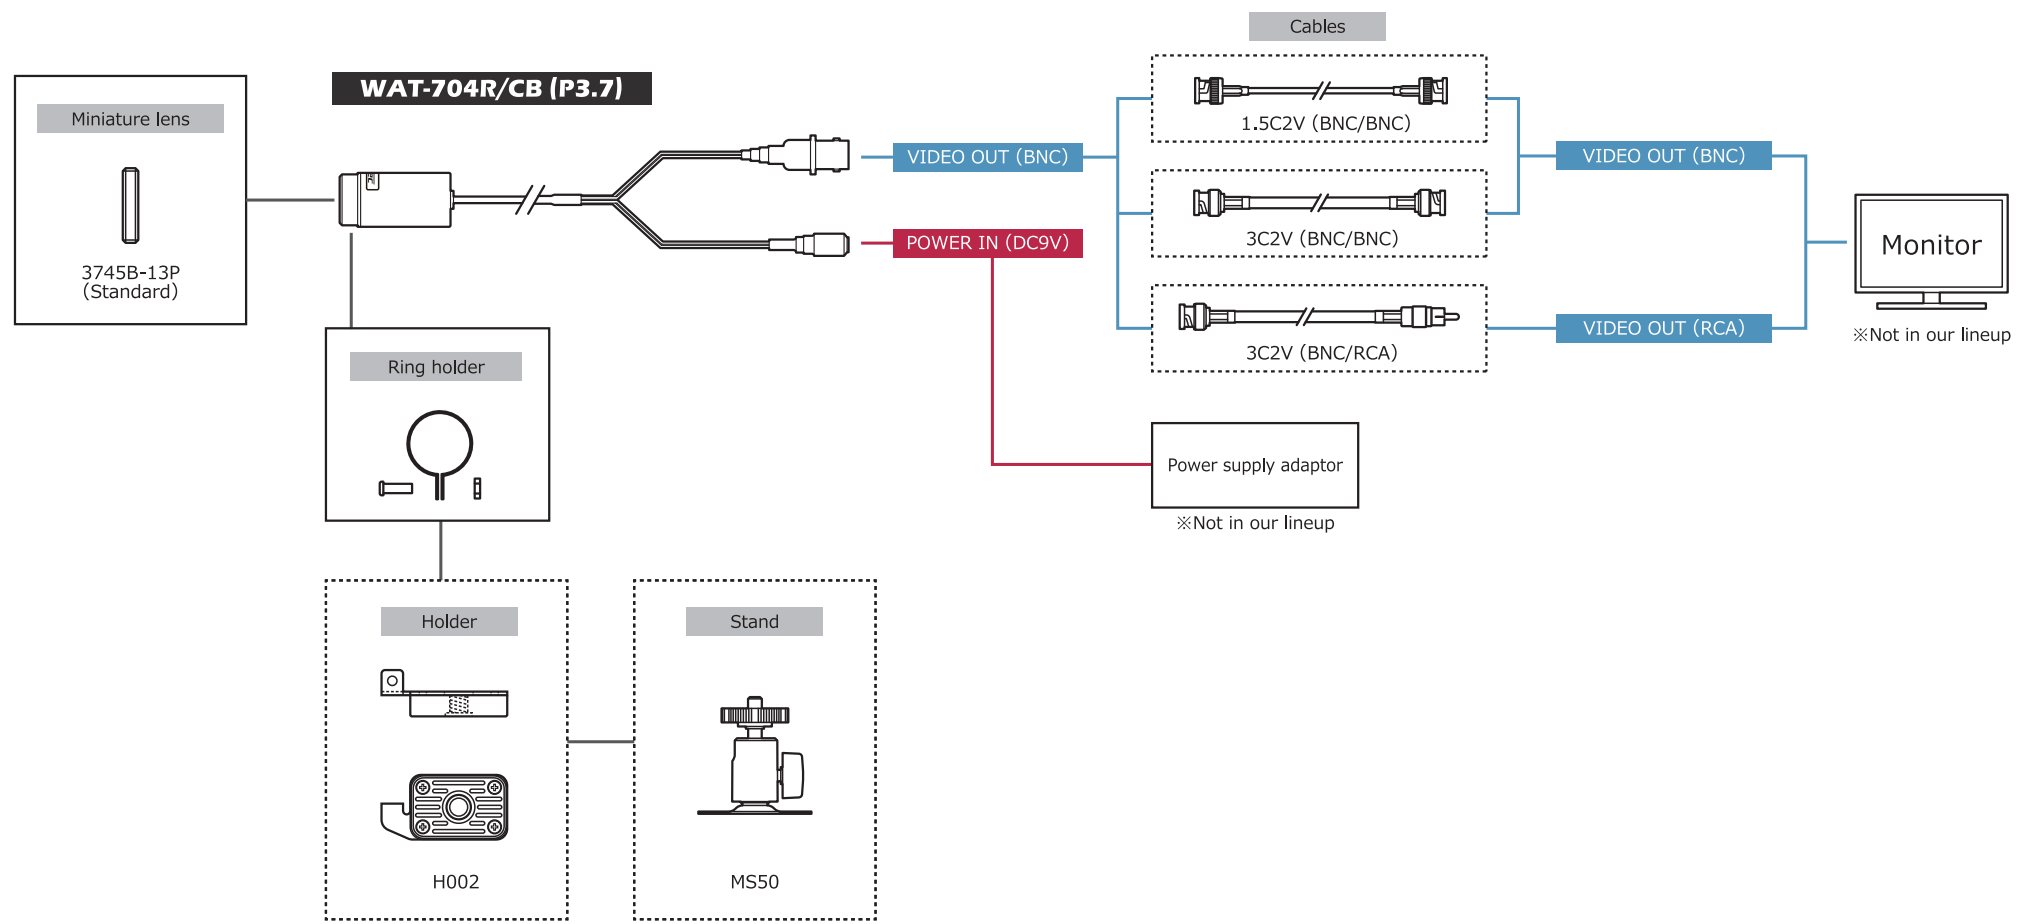 Cables
WAT-704R/CB (P3.7)
Miniature lens
3745B-13P
(Standard)
VIDEO OUT (BNC)
POWER IN (DC9V)
1.5C2V (BNC/BNC)
3C2V (BNC/BNC)
3C2V (BNC/RCA)
VIDEO OUT (BNC)
VIDEO OUT (RCA)
Monitor
※Not in our lineup
Ring holder
Power supply adaptor
※Not in our lineup
Holder
H002
Stand
MS50